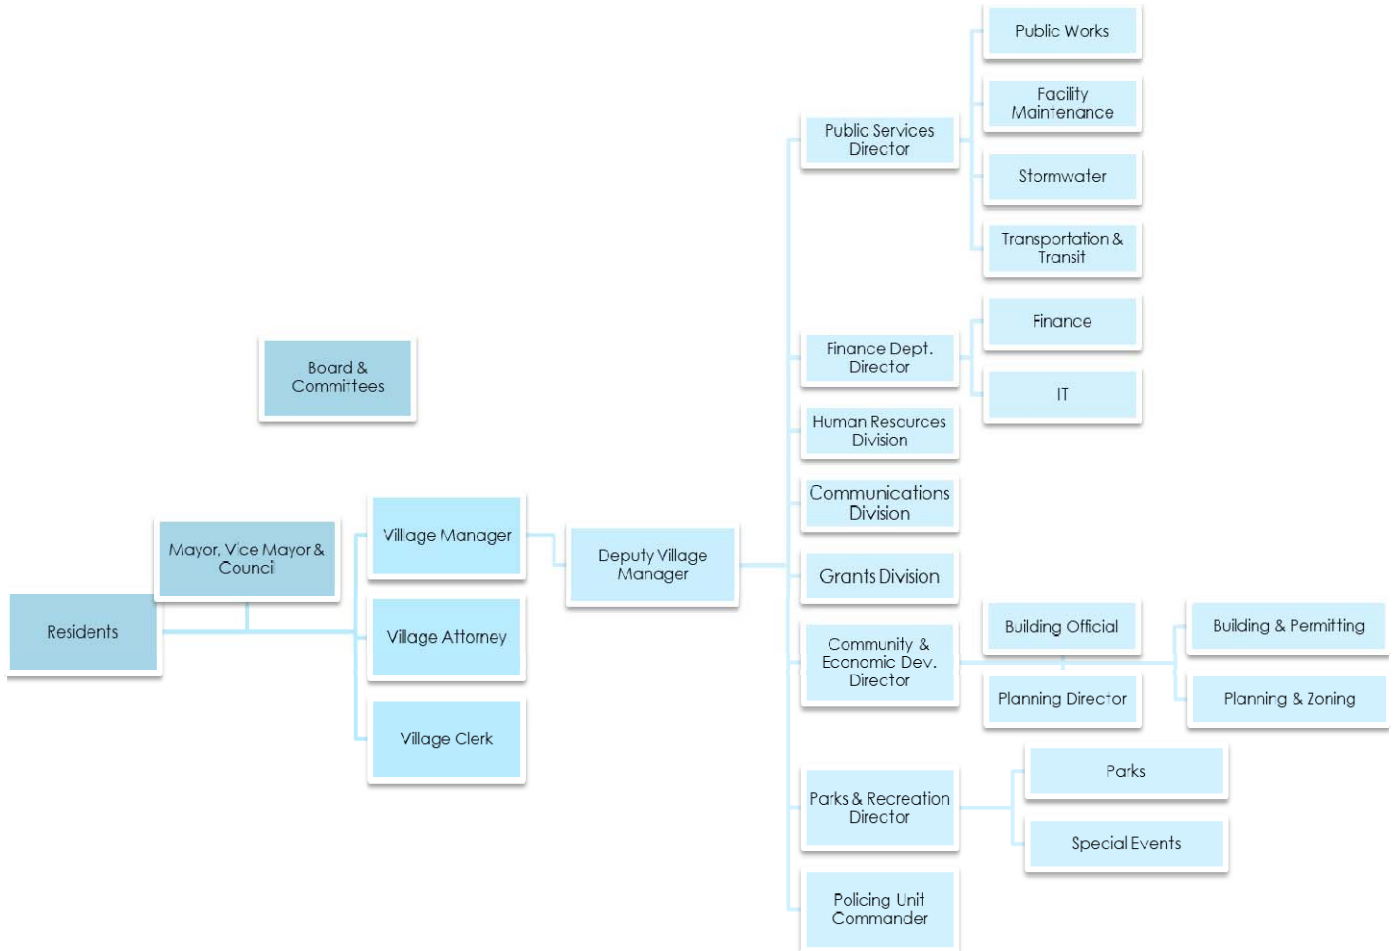 Public Works
Facility
Maintenance
Public Services
Director
Stormwater
Transportation &
Transit
Finance
Finance Dept.
Director
IT
Board &
Committees
Human Rescurces
Division
Communications
Division
Village Manager
Mayor, Vice Mayor &
Council
Deputy Village
Manager
Grants Division
Residents
Village Attorney
Community &
Economic Dev.
Director
Building Official
Building & Permitting
Planning Director
Planning & Zoning
Village Clerk
Parks & Recreation
Director
Parks
Special Events
Policing Unit
Commander